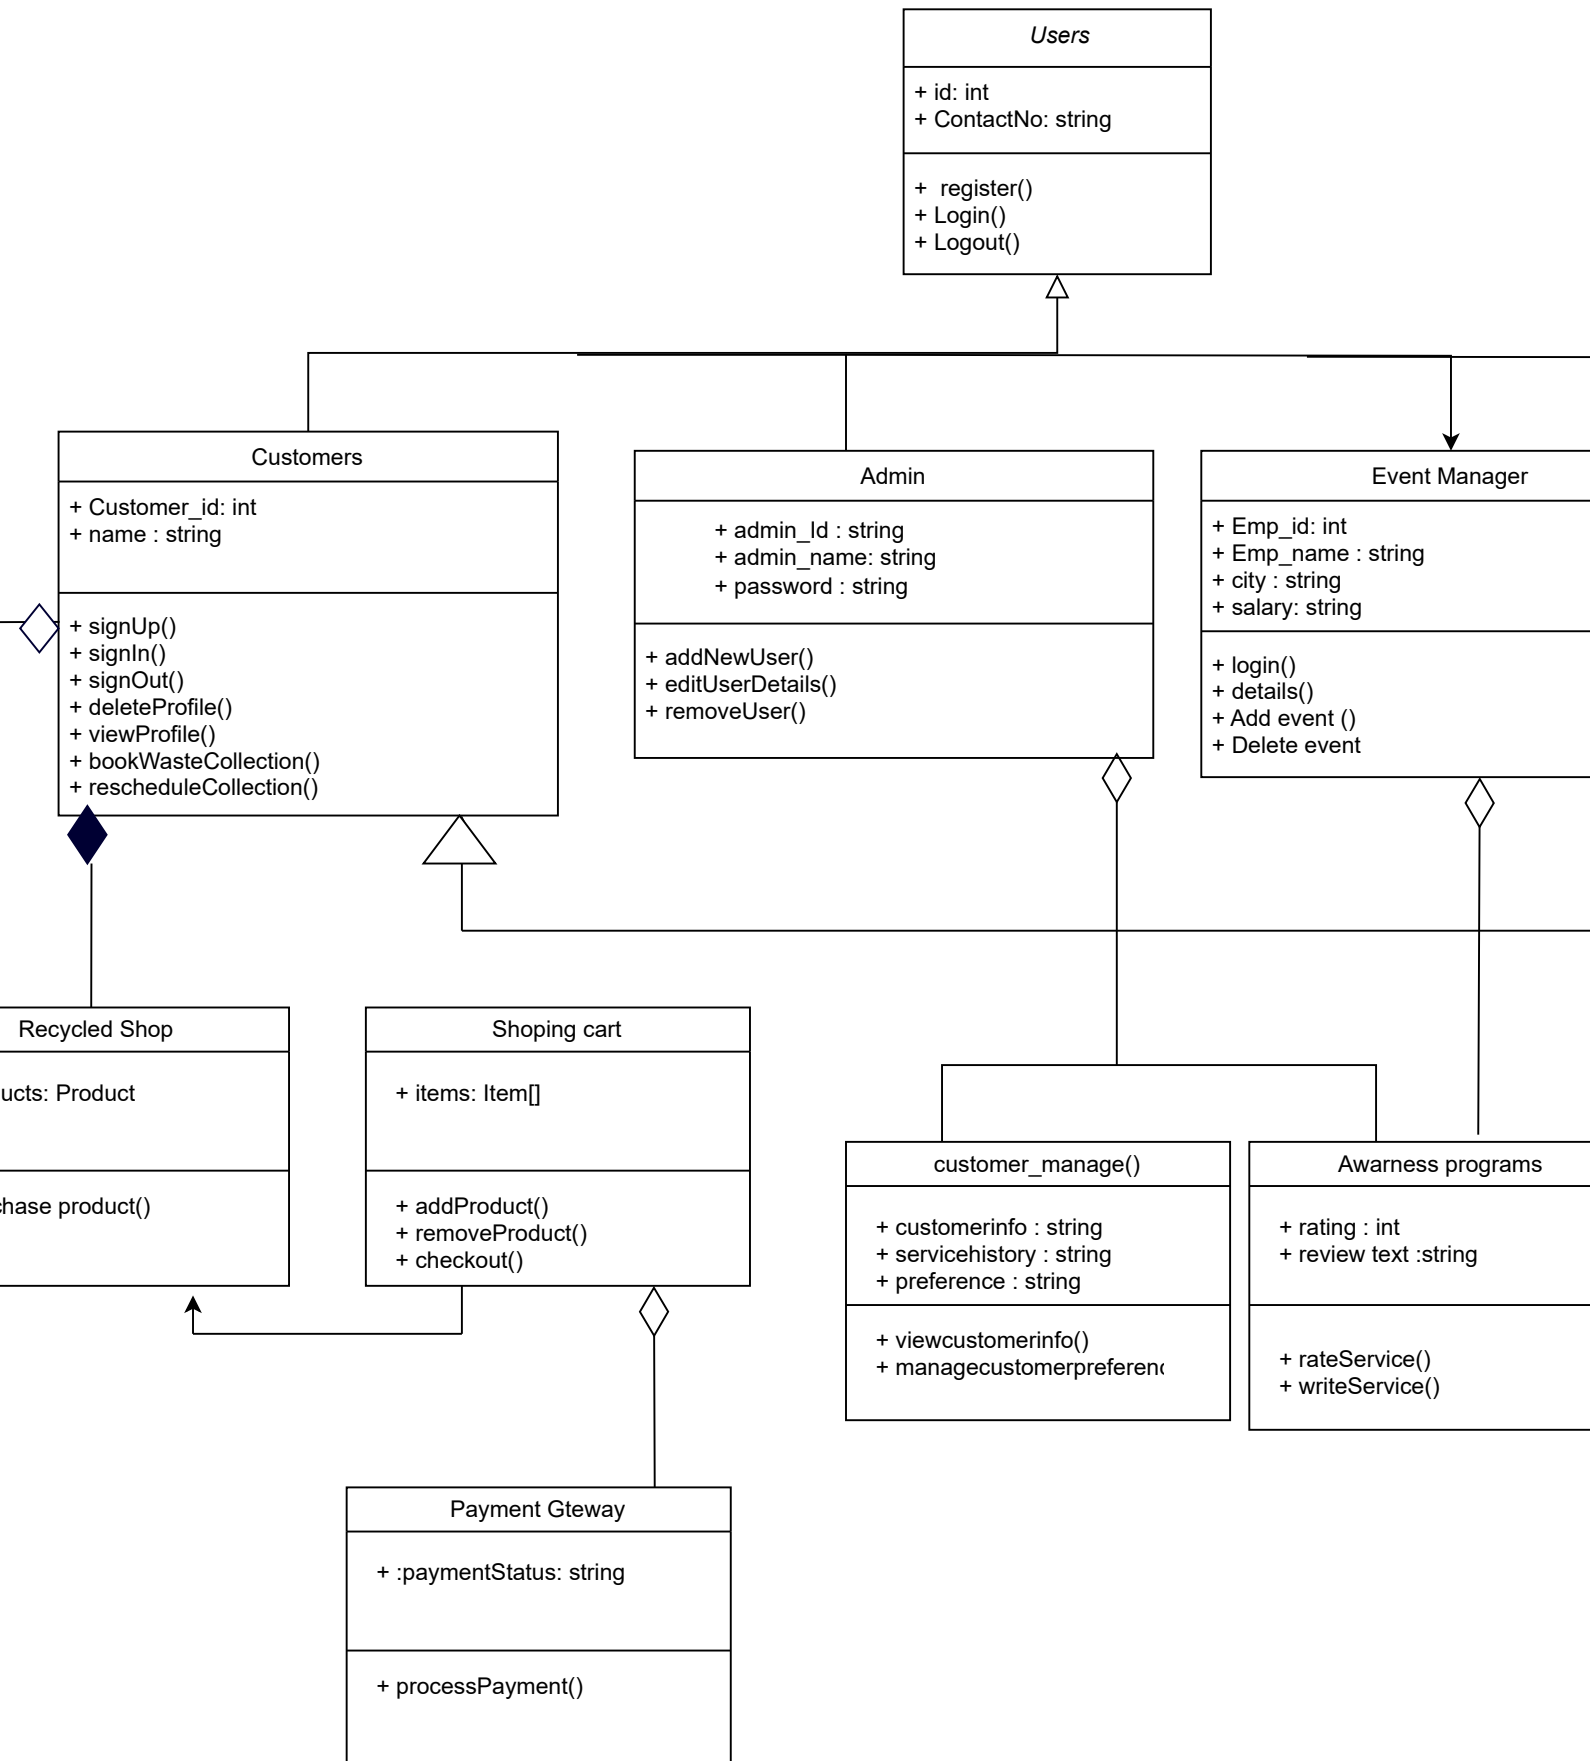 Users
+ id: int
+ ContactNo: string
+  register()
+ Login()
+ Logout()
Customers
+ Customer_id: int
+ name : string
+ signUp()
+ signIn()
+ signOut()
+ deleteProfile()
+ viewProfile()
+ bookWasteCollection()
+ rescheduleCollection()
Admin
+ admin_Id : string
+ admin_name: string
+ password : string
+ addNewUser()
+ editUserDetails()
+ removeUser()
Event Manager
+ Emp_id: int
+ Emp_name : string
+ city : string
+ salary: string
+ login()
+ details()
+ Add event ()
+ Delete event
Recycled Shop
ucts: Product
hase product()
Shoping cart
+ items: Item[]
+ addProduct()
+ removeProduct()
+ checkout()
customer_manage()
+ customerinfo : string
+ servicehistory : string
+ preference : string
+ viewcustomerinfo()
+ managecustomerpreferenc
Awarness programs
+ rating : int
+ review text :string
+ rateService()
+ writeService()
Payment Gteway
+ :paymentStatus: string
+ processPayment()